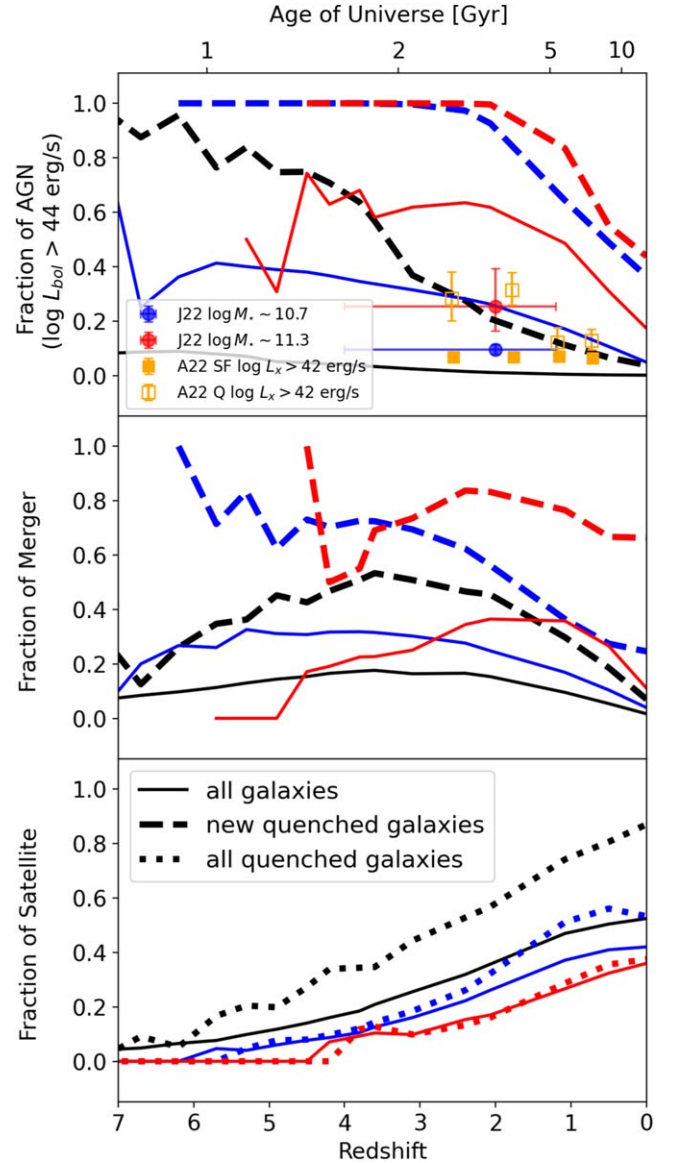 Age of Universe [Gyr]
1 2 5 10
Fraction of AGN
(log L_bol > 44 erg/s)
1.0
0.8
0.6
0.4
0.2
0.0
J22 log M_* ~ 10.7
J22 log M_* ~ 11.3
A22 SF log L_x > 42 erg/s
A22 Q log L_x > 42 erg/s
Fraction of Merger
1.0
0.8
0.6
0.4
0.2
0.0
Fraction of Satellite
1.0
0.8
0.6
0.4
0.2
0.0
all galaxies
new quenched galaxies
all quenched galaxies
7 6 5 4 3 2 1 0
Redshift